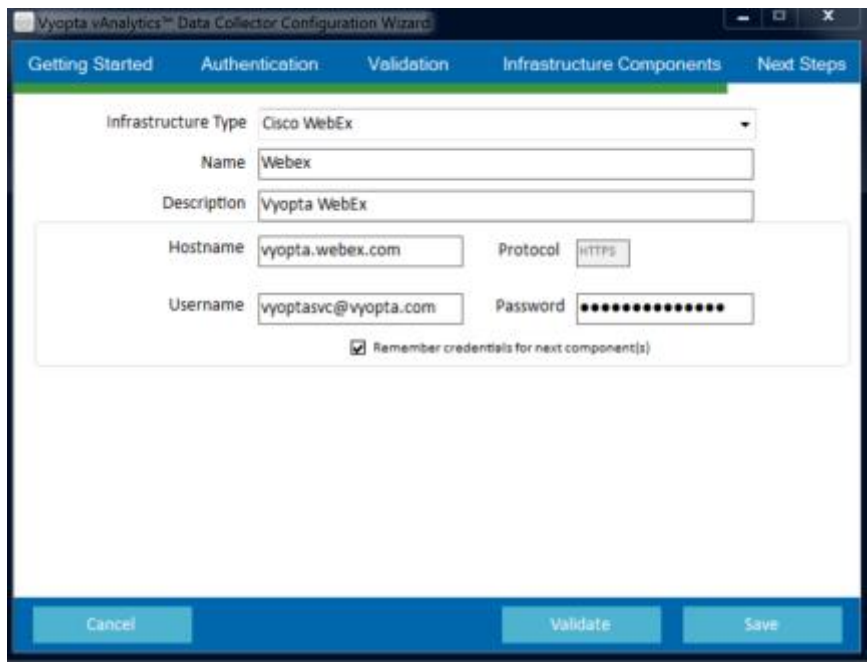 Vyopta vAnalytics™ Data Collector Configuration Wizard
Getting Started Authentication Validation Infrastructure Components Next Steps
Infrastructure Type Cisco WebEx
Name Webex
Description Vyopta WebEx
Hostname vyopta.webex.com Protocol HTTPS
Username vyoptasvc@vyopta.com Password ●●●●●●●●●●●●●●
Remember credentials for next component(s)
Cancel Validate Save